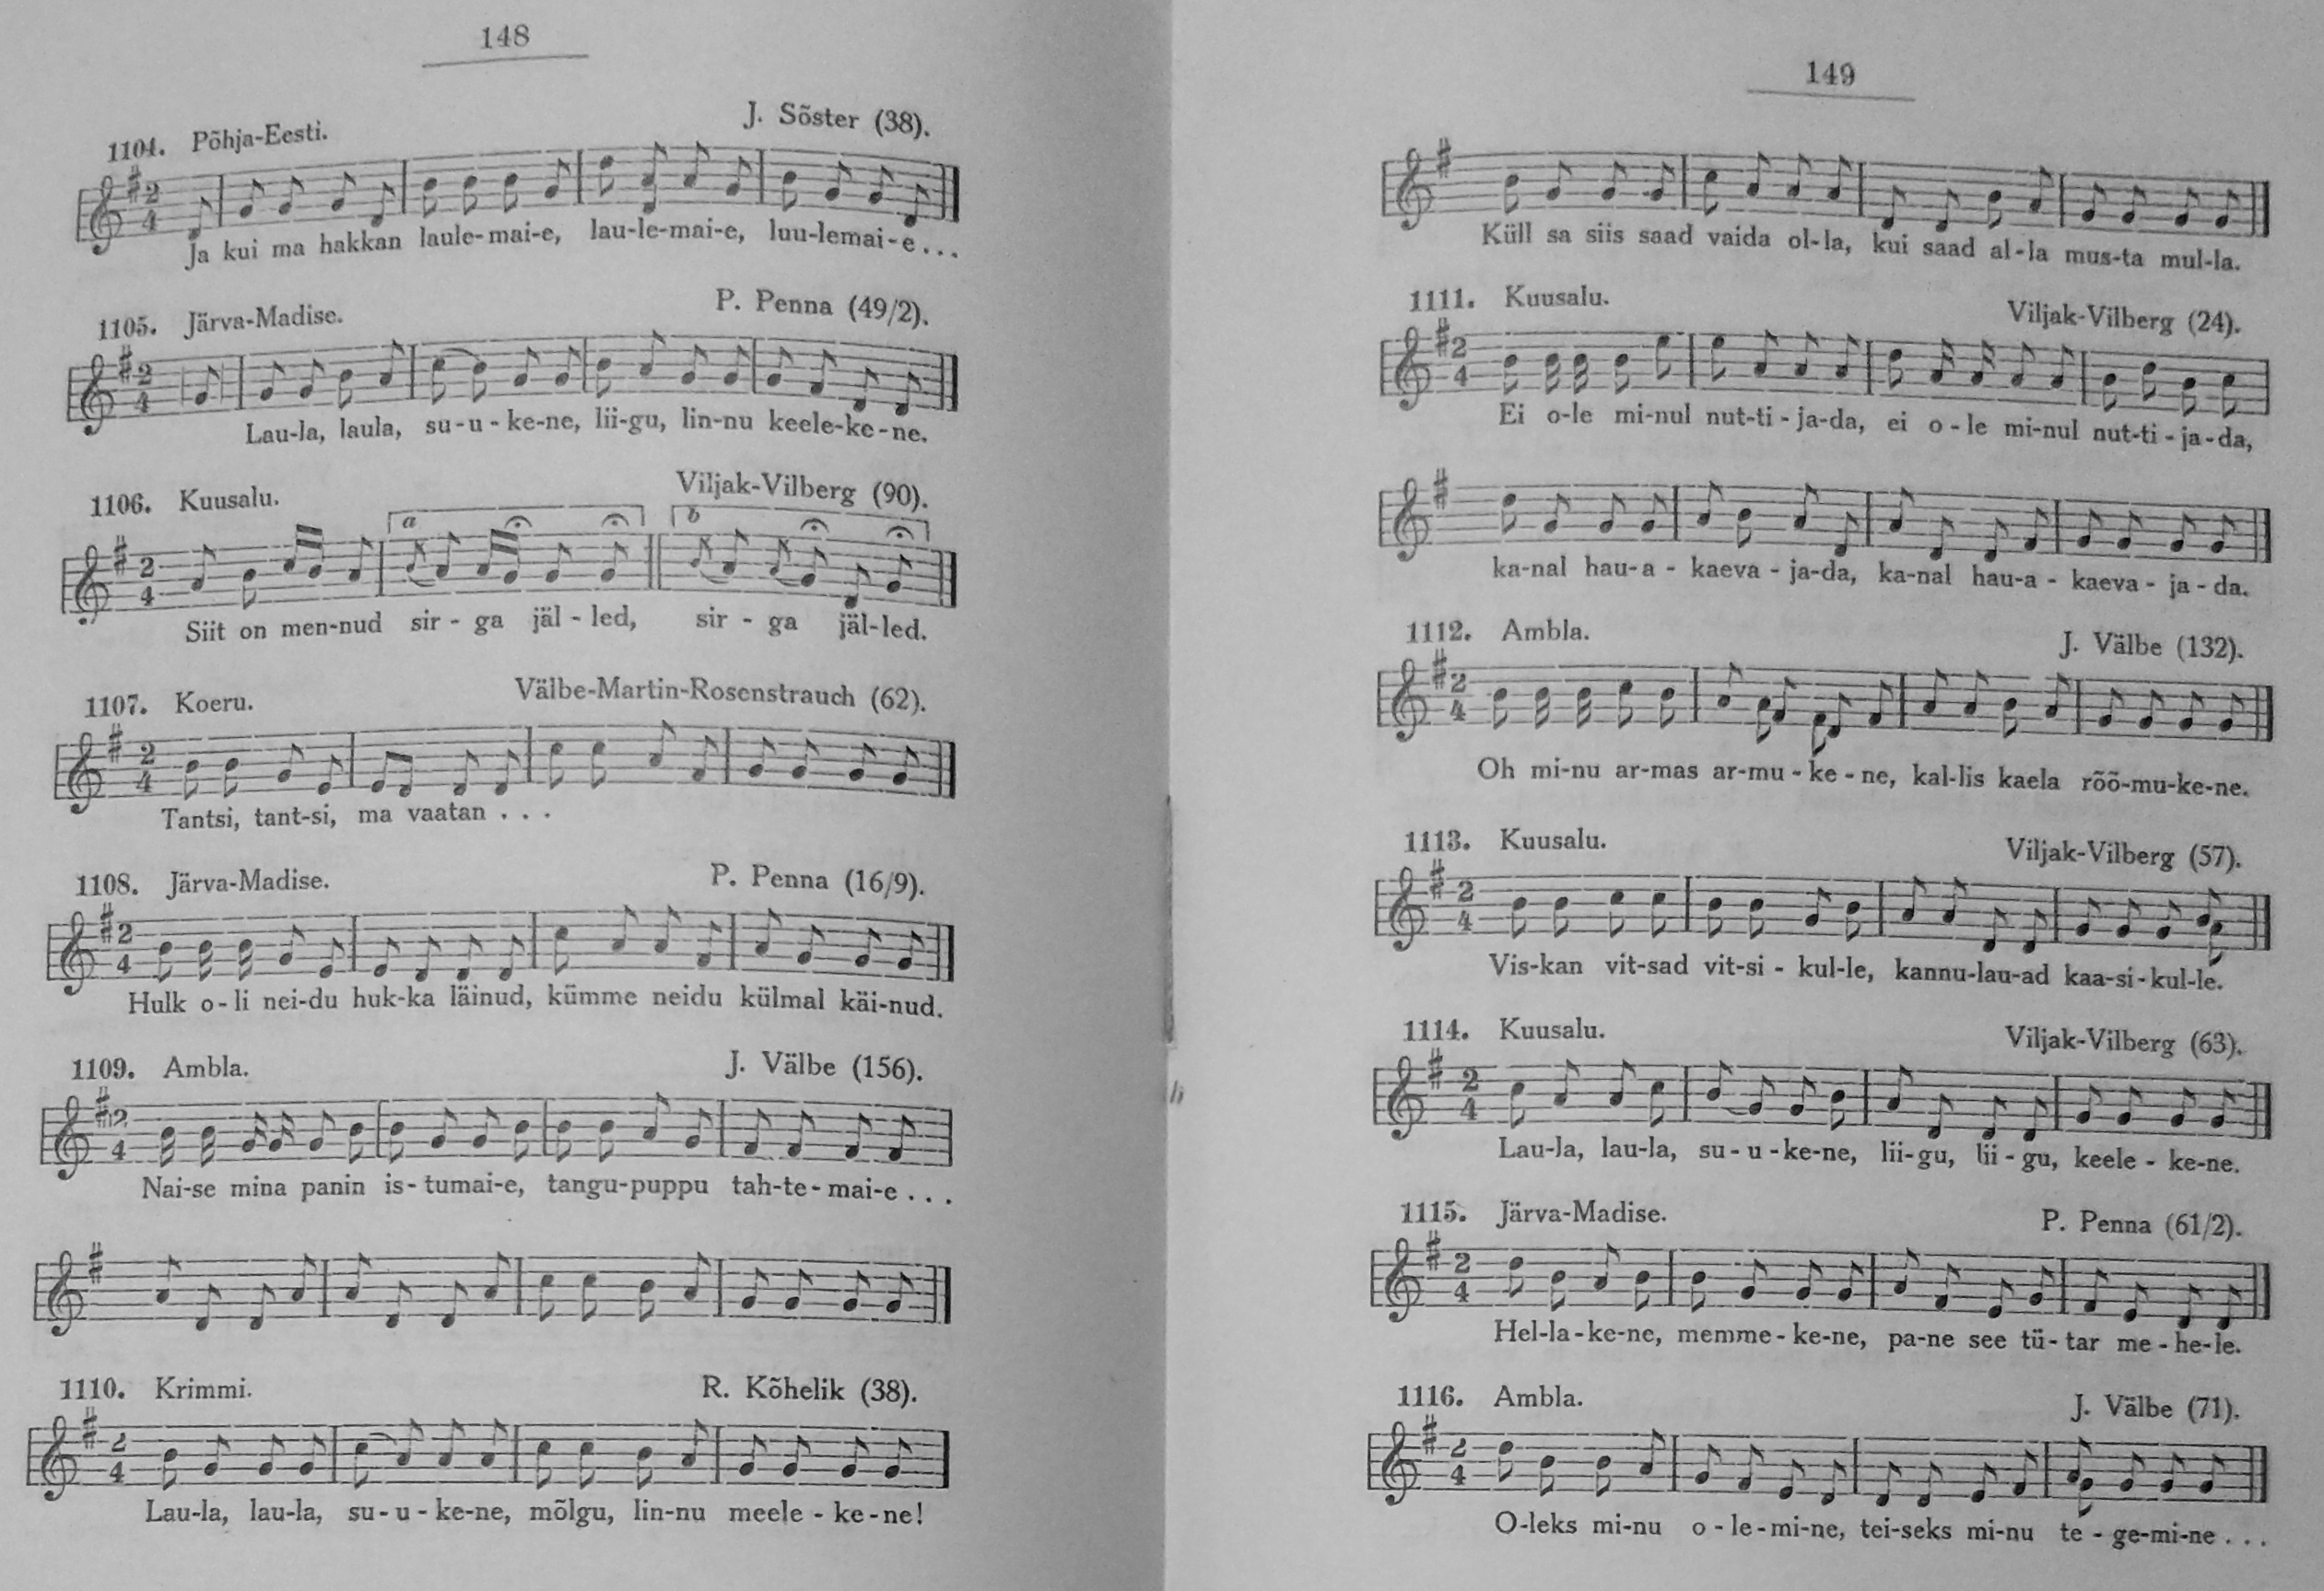 148
1104. Põhja-Eesti. J. Sõster (38).
2
4
Ja kui ma hakkan laule-mai-e, lau-le-mai-e, luu-lemai-e...
1105. Järva-Madise. P. Penna (49/2).
2
4
Lau-la, laula, su-u-ke-ne, lii-gu, lin-nu keele-ke-ne.
1106. Kuusalu. Viljak-Vilberg (90).
a b
2
4
Siit on men-nud sir-ga jäl-led, sir-ga jäl-led.
1107. Koeru. Välbe-Martin-Rosenstrauch (62).
2
4
Tantsi, tant-si, ma vaatan ...
1108. Järva-Madise. P. Penna (16/9).
2
4
Hulk o-li nei-du huk-ka läinud, kümme neidu külmal käi-nud.
1109. Ambla. J. Välbe (156).
2
4
Nai-se mina panin is-tumai-e, tangu-puppu tah-te-mai-e...
1110. Krimmi. R. Kõhelik (38).
2
4
Lau-la, lau-la, su-u-ke-ne, mõlgu, lin-nu meele-ke-ne!
149
Küll sa siis saad vaida ol-la, kui saad al-la mus-ta mul-la.
1111. Kuusalu. Viljak-Vilberg (24).
2
4
Ei o-le mi-nul nut-ti-ja-da, ei o-le mi-nul nut-ti-ja-da,
ka-nal hau-a-kaeva-ja-da, ka-nal hau-a-kaeva-ja-da.
1112. Ambla. J. Välbe (132).
2
4
Oh mi-nu ar-mas ar-mu-ke-ne, kal-lis kaela rõõ-mu-ke-ne.
1113. Kuusalu. Viljak-Vilberg (57).
2
4
Vis-kan vit-sad vit-si-kul-le, kannu-lau-ad kaa-si-kul-le.
1114. Kuusalu. Viljak-Vilberg (63).
2
4
Lau-la, lau-la, su-u-ke-ne, lii-gu, lii-gu, keele-ke-ne.
1115. Järva-Madise. P. Penna (61/2).
2
4
Hel-la-ke-ne, memme-ke-ne, pa-ne see tü-tar me-he-le.
1116. Ambla. J. Välbe (71).
2
4
O-leks mi-nu o-le-mi-ne, tei-seks mi-nu te-ge-mi-ne...